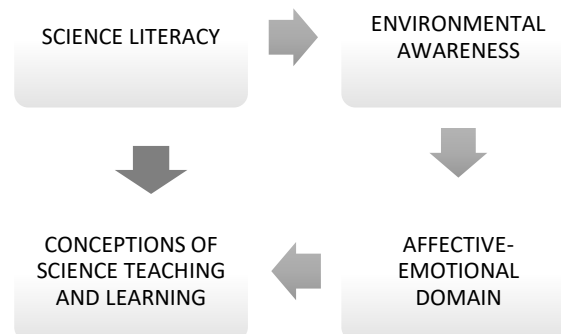 SCIENCE LITERACY
ENVIRONMENTAL
AWARENESS
CONCEPTIONS OF
SCIENCE TEACHING
AND LEARNING
AFFECTIVE-
EMOTIONAL
DOMAIN